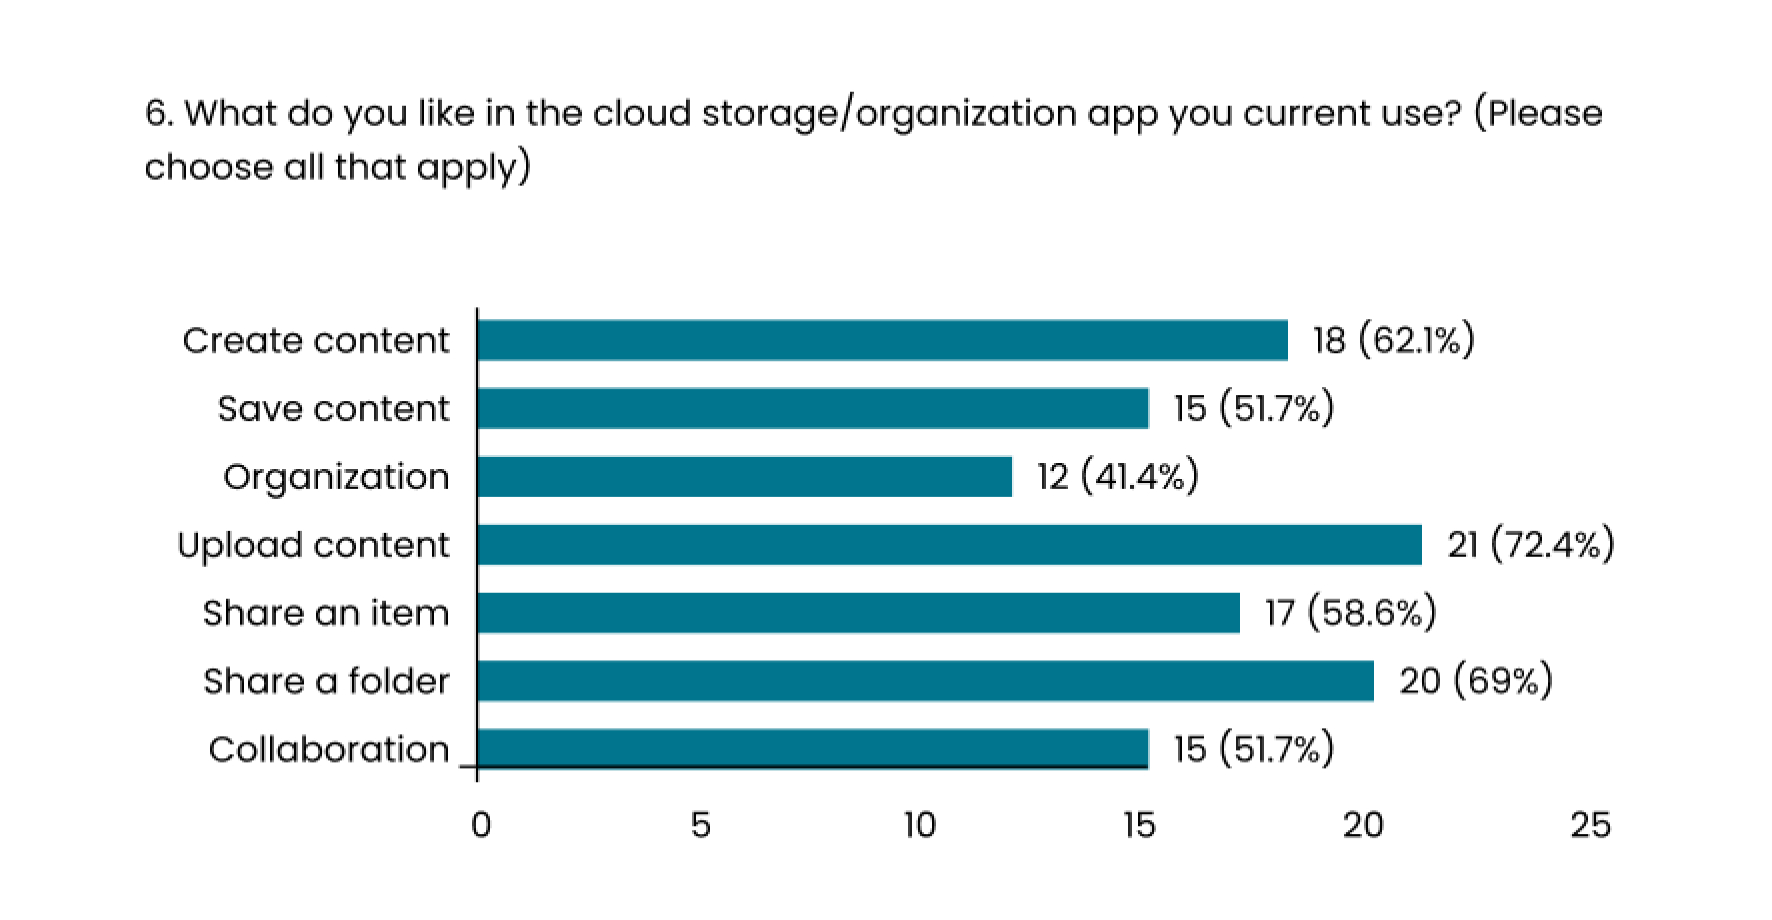 6. What do you like in the cloud storage/organization app you current use? (Please
choose all that apply)
Create content 18 (62.1%)
Save content 15 (51.7%)
Organization 12 (41.4%)
Upload content 21 (72.4%)
Share an item 17 (58.6%)
Share a folder 20 (69%)
Collaboration 15 (51.7%)
0 5 10 15 20 25